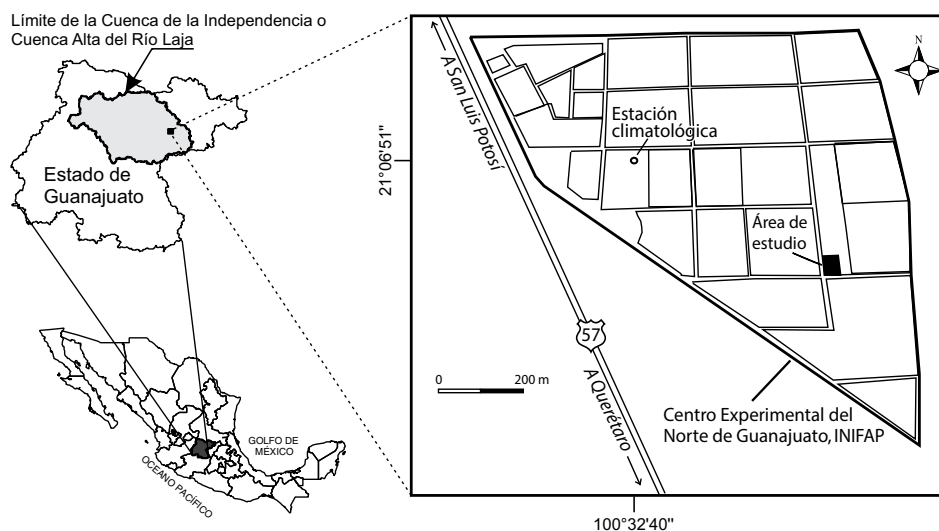 Límite de la Cuenca de la Independencia o
Cuenca Alta del Río Laja
Estado de
Guanajuato
GOLFO DE
MÉXICO
OCEANO PACÍFICO
A San Luis Potosí
N
Estación
climatológica
21°06'51"
Área de
estudio
57
0 200 m
A Querétaro
Centro Experimental del
Norte de Guanajuato, INIFAP
100°32'40"